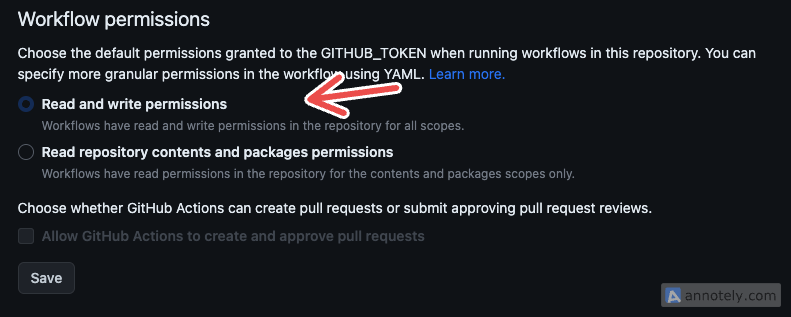 Workflow permissions
Choose the default permissions granted to the GITHUB_TOKEN when running workflows in this repository. You can
specify more granular permissions in the workflow using YAML. Learn more.
Read and write permissions
Workflows have read and write permissions in the repository for all scopes.
Read repository contents and packages permissions
Workflows have read permissions in the repository for the contents and packages scopes only.
Choose whether GitHub Actions can create pull requests or submit approving pull request reviews.
Allow GitHub Actions to create and approve pull requests
Save
annotely.com